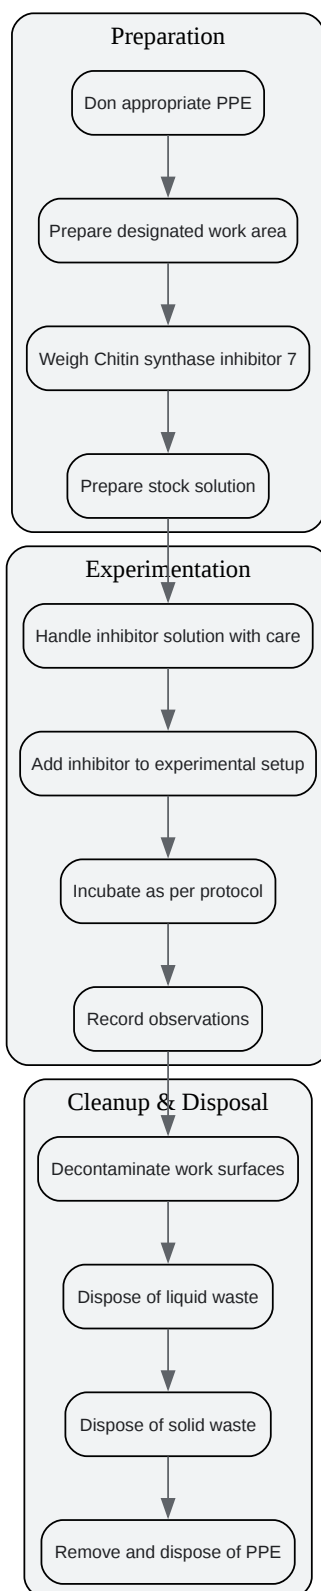 Preparation
Don appropriate PPE
Prepare designated work area
Weigh Chitin synthase inhibitor 7
Prepare stock solution
Experimentation
Handle inhibitor solution with care
Add inhibitor to experimental setup
Incubate as per protocol
Record observations
Cleanup & Disposal
Decontaminate work surfaces
Dispose of liquid waste
Dispose of solid waste
Remove and dispose of PPE